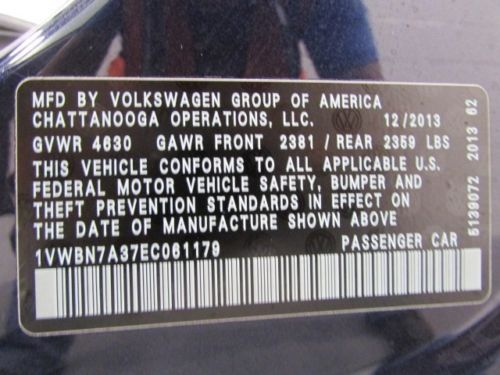 MFD BY VOLKSWAGEN GROUP OF AMERICA
CHATTANOOGA OPERATIONS, LLC. 12/2013
GVWR 4630 GAWR FRONT 2381 / REAR 2359 LBS
THIS VEHICLE CONFORMS TO ALL APPLICABLE U.S.
FEDERAL MOTOR VEHICLE SAFETY, BUMPER AND
THEFT PREVENTION STANDARDS IN EFFECT ON
THE DATE OF MANUFACTURE SHOWN ABOVE
1VWBN7A37EC061179 PASSENGER CAR
5139072 2013 62